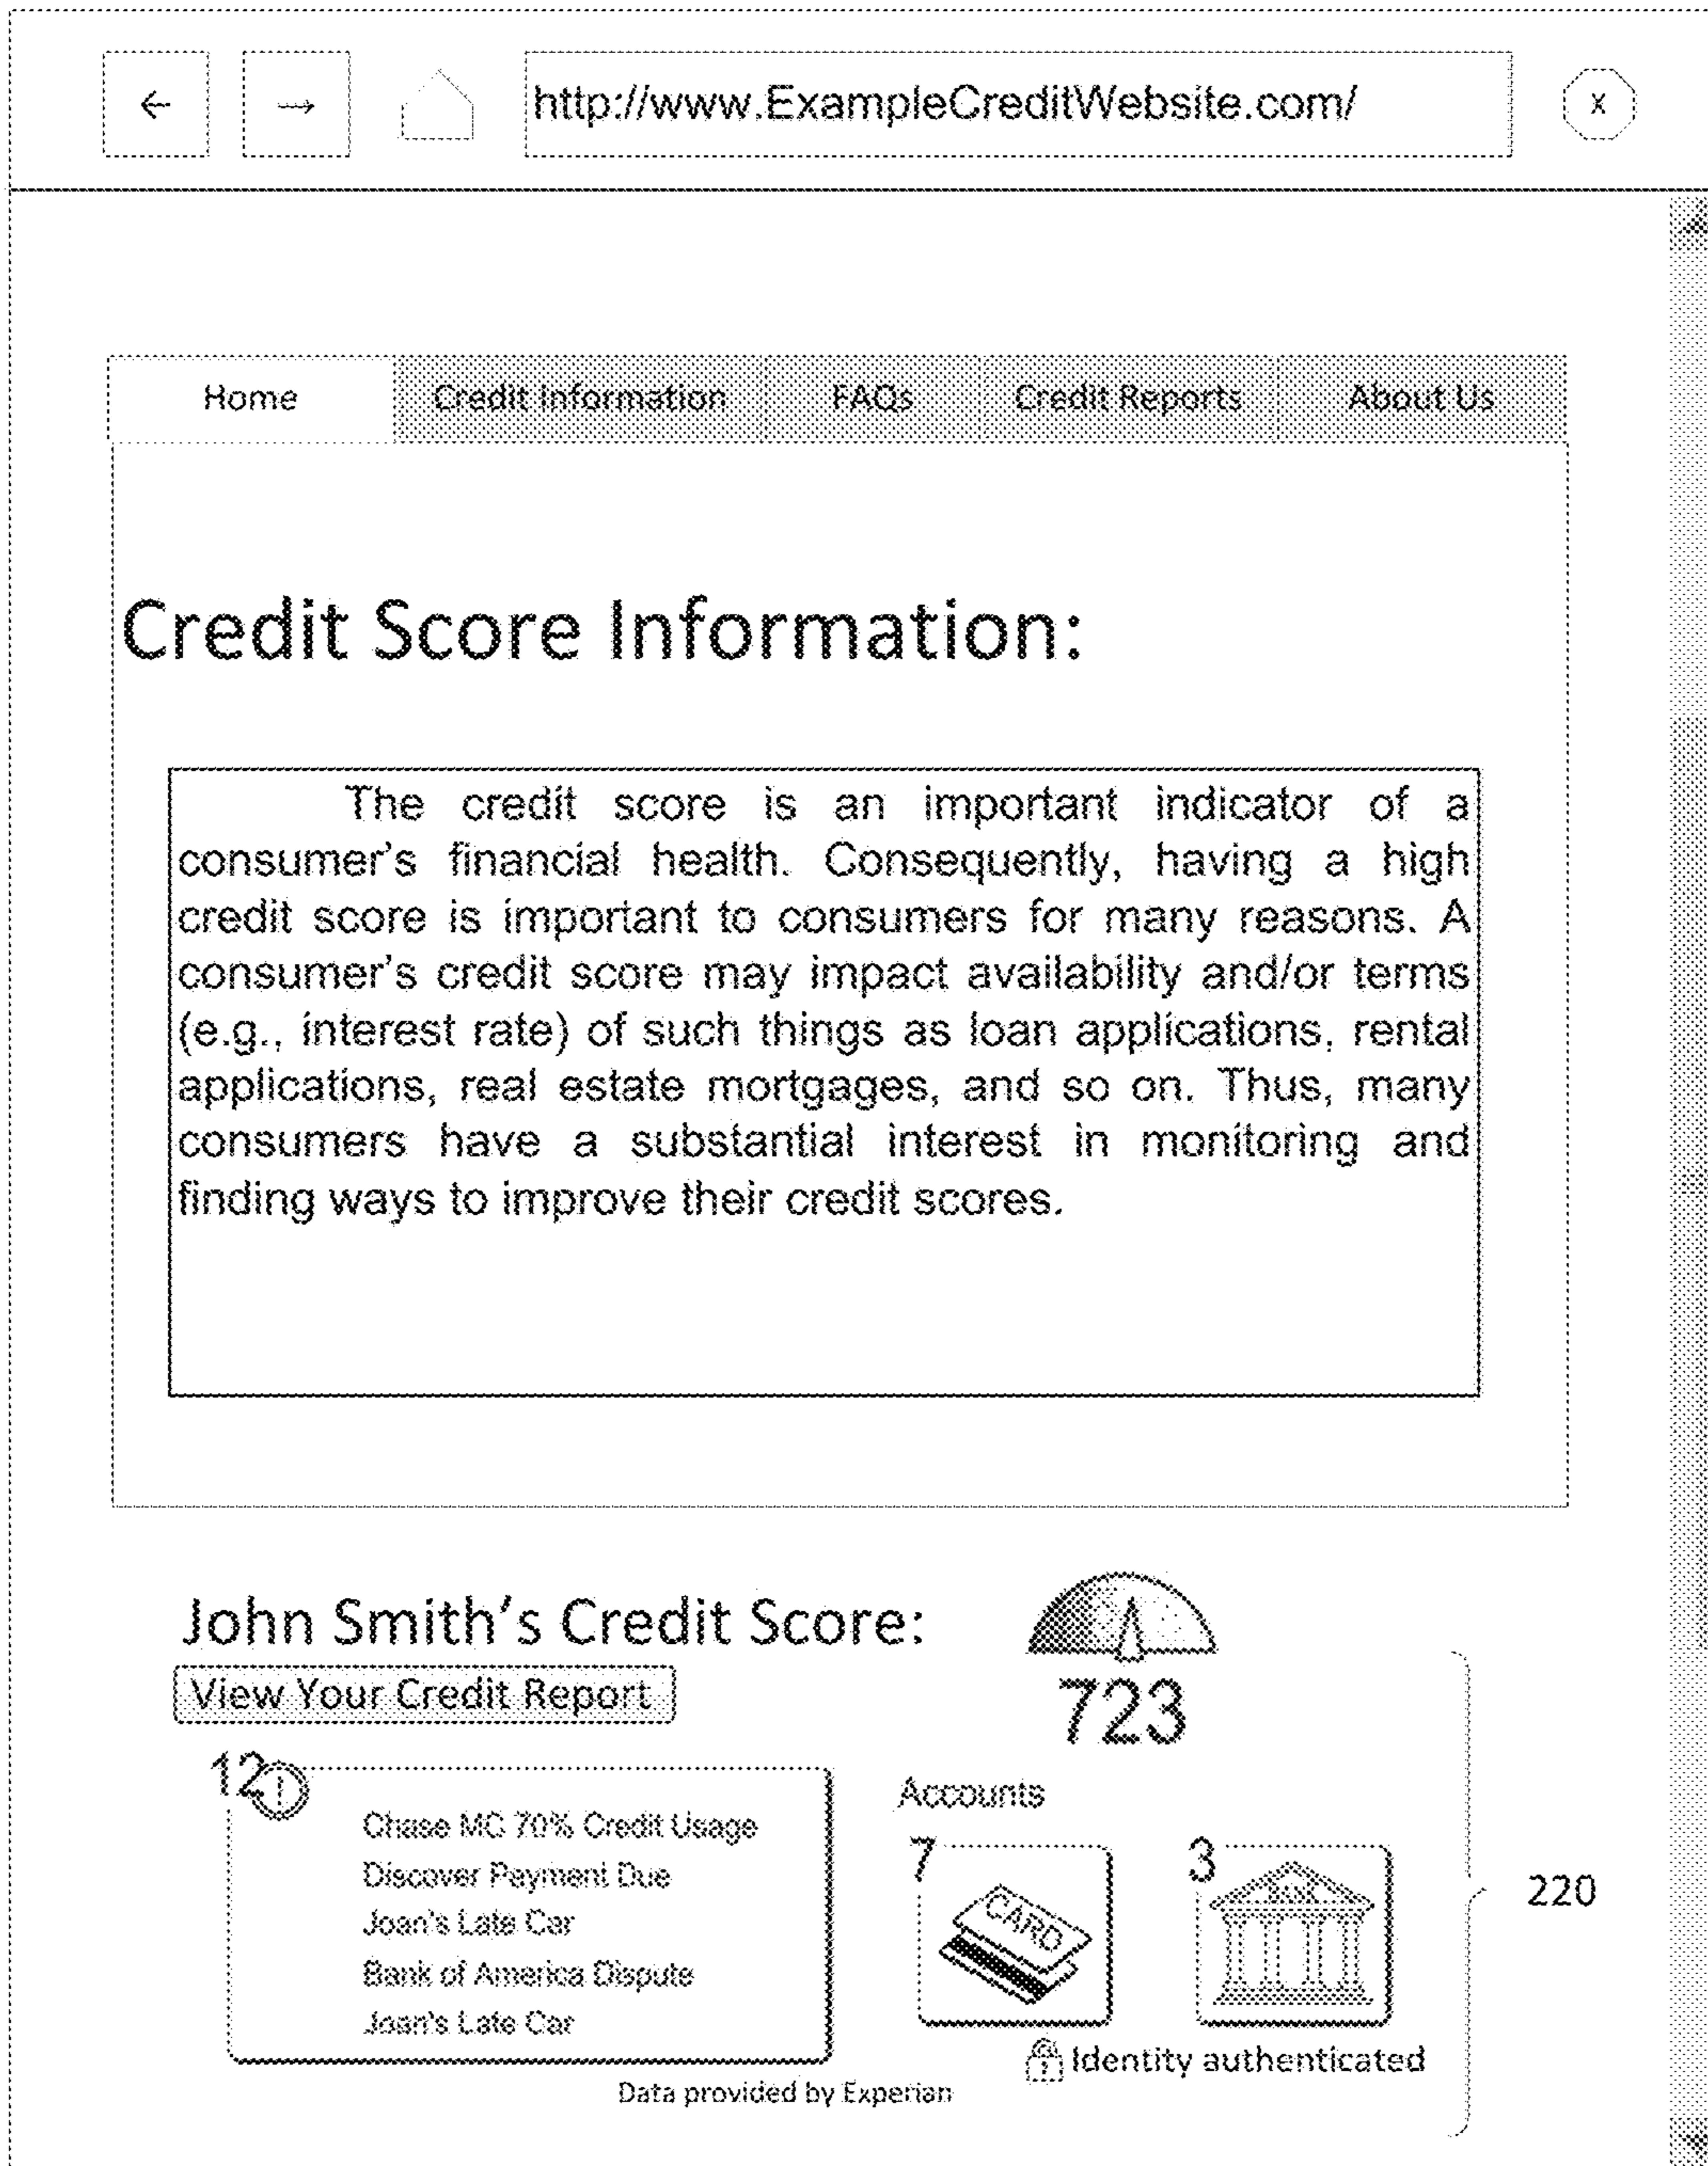 ←
→
http://www.ExampleCreditWebsite.com/
X
Home
Credit Information
FAQs
Credit Reports
About Us
Credit Score Information:
The credit score is an important indicator of a
consumer's financial health. Consequently, having a high
credit score is important to consumers for many reasons. A
consumer's credit score may impact availability and/or terms
(e.g., interest rate) of such things as loan applications, rental
applications, real estate mortgages, and so on. Thus, many
consumers have a substantial interest in monitoring and
finding ways to improve their credit scores.
John Smith's Credit Score:
View Your Credit Report
723
12
!
Chase MC 70% Credit Usage
Discover Payment Due
Joan's Late Car
Bank of America Dispute
Joan's Late Car
Accounts
7
CARD
3
BANK
220
Identity authenticated
Data provided by Experian